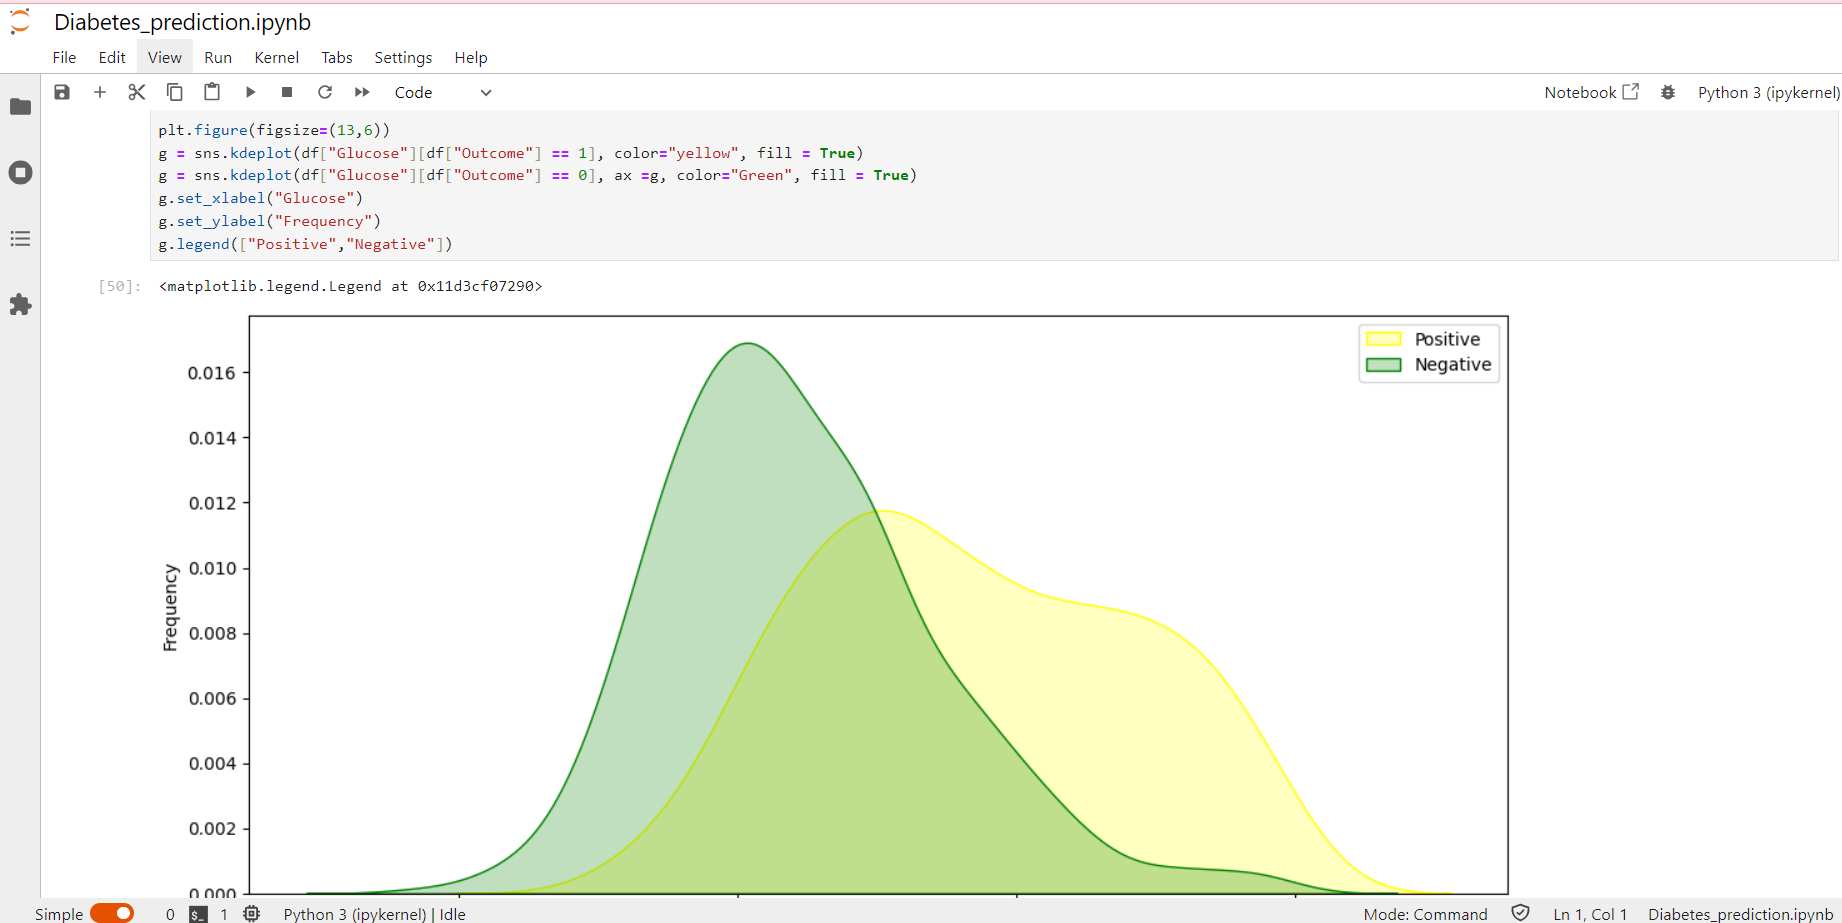 Diabetes_prediction.ipynb
File Edit View Run Kernel Tabs Settings Help
Code
Notebook
Python 3 (ipykernel)
plt.figure(figsize=(13,6))
g = sns.kdeplot(df["Glucose"][df["Outcome"] == 1], color="yellow", fill = True)
g = sns.kdeplot(df["Glucose"][df["Outcome"] == 0], ax =g, color="Green", fill = True)
g.set_xlabel("Glucose")
g.set_ylabel("Frequency")
g.legend(["Positive","Negative"])
[50]: <matplotlib.legend.Legend at 0x11d3cf07290>
Positive
Negative
0.016
0.014
0.012
0.010
0.008
0.006
0.004
0.002
0.000
Frequency
Simple 0 $_ 1 Python 3 (ipykernel) | Idle
Mode: Command Ln 1, Col 1 Diabetes_prediction.ipynb